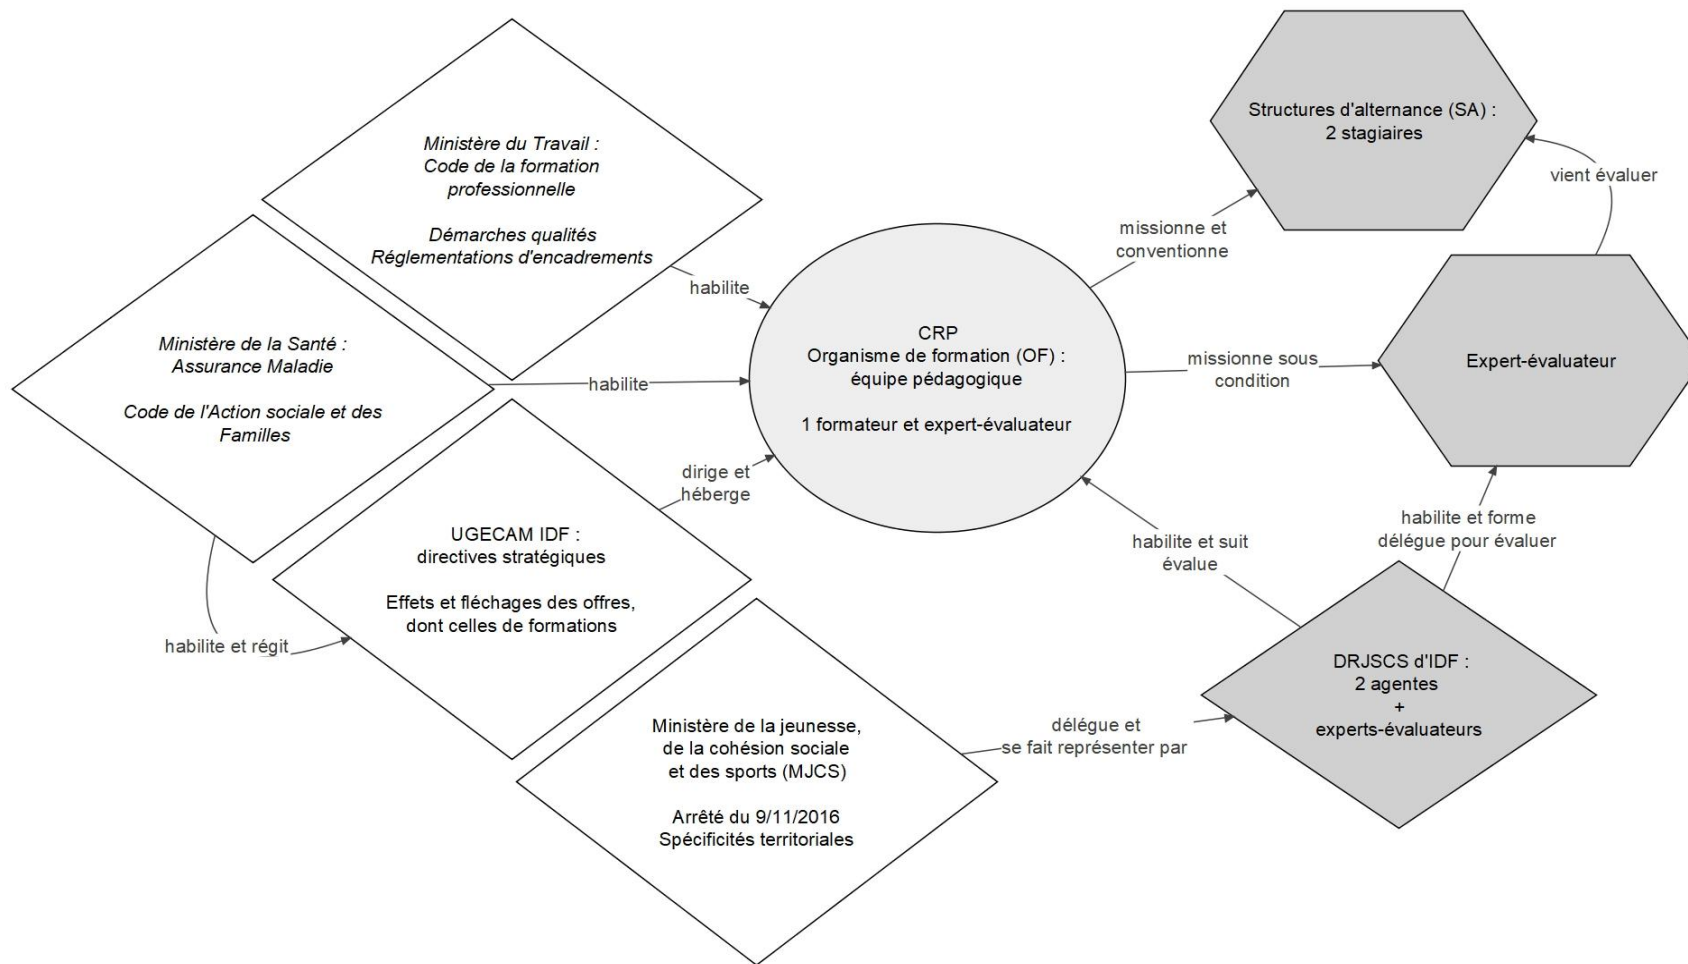 Ministère du Travail :
Code de la formation
professionnelle
Démarches qualités
Réglementations d'encadrements
habilite
Ministère de la Santé :
Assurance Maladie
Code de l'Action sociale et des
Familles
habilite
habilite et régit
UGECAM IDF :
directives stratégiques
Effets et fléchages des offres,
dont celles de formations
dirige et
héberge
Ministère de la jeunesse,
de la cohésion sociale
et des sports (MJCS)
Arrêté du 9/11/2016
Spécificités territoriales
délégue et
se fait représenter par
CRP
Organisme de formation (OF) :
équipe pédagogique
1 formateur et expert-évaluateur
missionne et
conventionne
missionne sous
condition
habilite et suit
évalue
Structures d'alternance (SA) :
2 stagiaires
vient évaluer
Expert-évaluateur
habilite et forme
délégue pour évaluer
DRJSCS d'IDF :
2 agentes
+
experts-évaluateurs